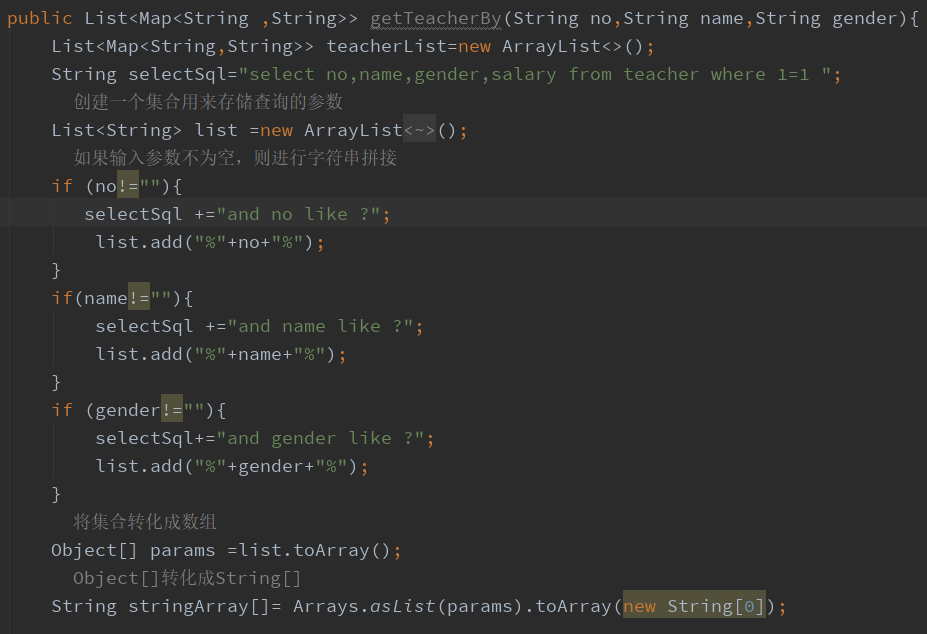 public List<Map<String ,String>> getTeacherBy(String no,String name,String gender){
List<Map<String,String>> teacherList=new ArrayList<>();
String selectSql="select no,name,gender,salary from teacher where 1=1 ";
创建一个集合用来存储查询的参数
List<String> list =new ArrayList<~>();
如果输入参数不为空，则进行字符串拼接
if (no!=""){
selectSql +="and no like ?";
list.add("%"+no+"%");
}
if(name!=""){
selectSql +="and name like ?";
list.add("%"+name+"%");
}
if (gender!=""){
selectSql+="and gender like ?";
list.add("%"+gender+"%");
}
将集合转化成数组
Object[] params =list.toArray();
Object[]转化成String[]
String stringArray[]= Arrays.asList(params).toArray(new String[0]);